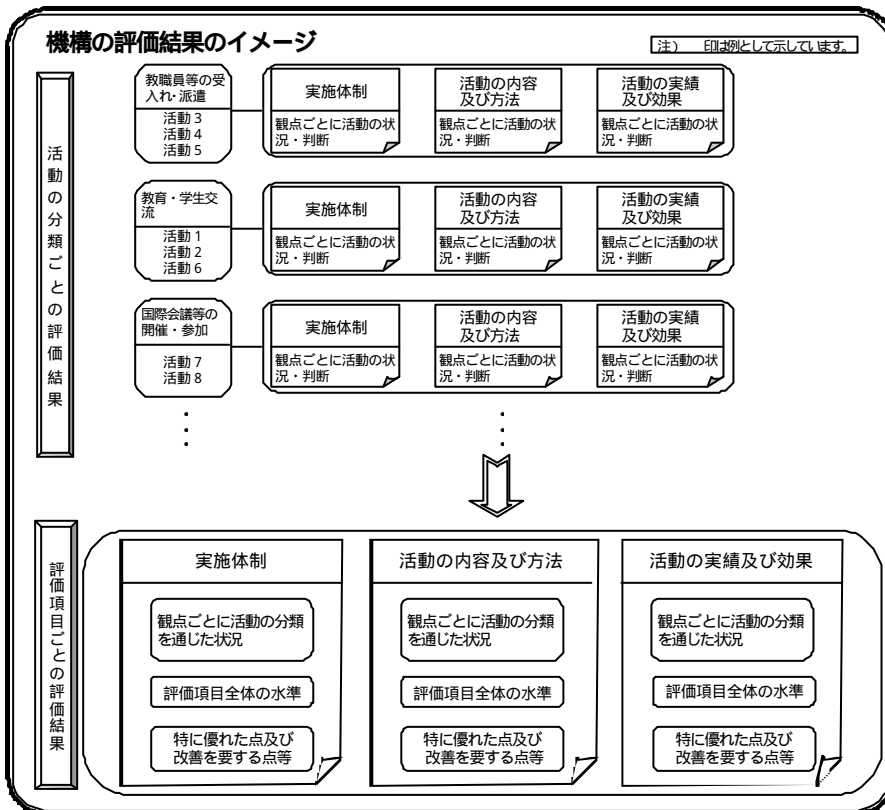 機構の評価結果のイメージ
注） 印は例として示しています。
活動の分類ごとの評価結果
教職員等の受
入れ・派遣
活動３
活動４
活動５
実施体制
観点ごとに活動の状
況・判断
活動の内容
及び方法
観点ごとに活動の状
況・判断
活動の実績
及び効果
観点ごとに活動の状
況・判断
教育・学生交
流
活動１
活動２
活動６
実施体制
観点ごとに活動の状
況・判断
活動の内容
及び方法
観点ごとに活動の状
況・判断
活動の実績
及び効果
観点ごとに活動の状
況・判断
国際会議等の
開催・参加
活動７
活動８
実施体制
観点ごとに活動の状
況・判断
活動の内容
及び方法
観点ごとに活動の状
況・判断
活動の実績
及び効果
観点ごとに活動の状
況・判断
評価項目ごとの評価結果
実施体制
観点ごとに活動の分類
を通じた状況
評価項目全体の水準
特に優れた点及び
改善を要する点等
活動の内容及び方法
観点ごとに活動の分類
を通じた状況
評価項目全体の水準
特に優れた点及び
改善を要する点等
活動の実績及び効果
観点ごとに活動の分類
を通じた状況
評価項目全体の水準
特に優れた点及び
改善を要する点等